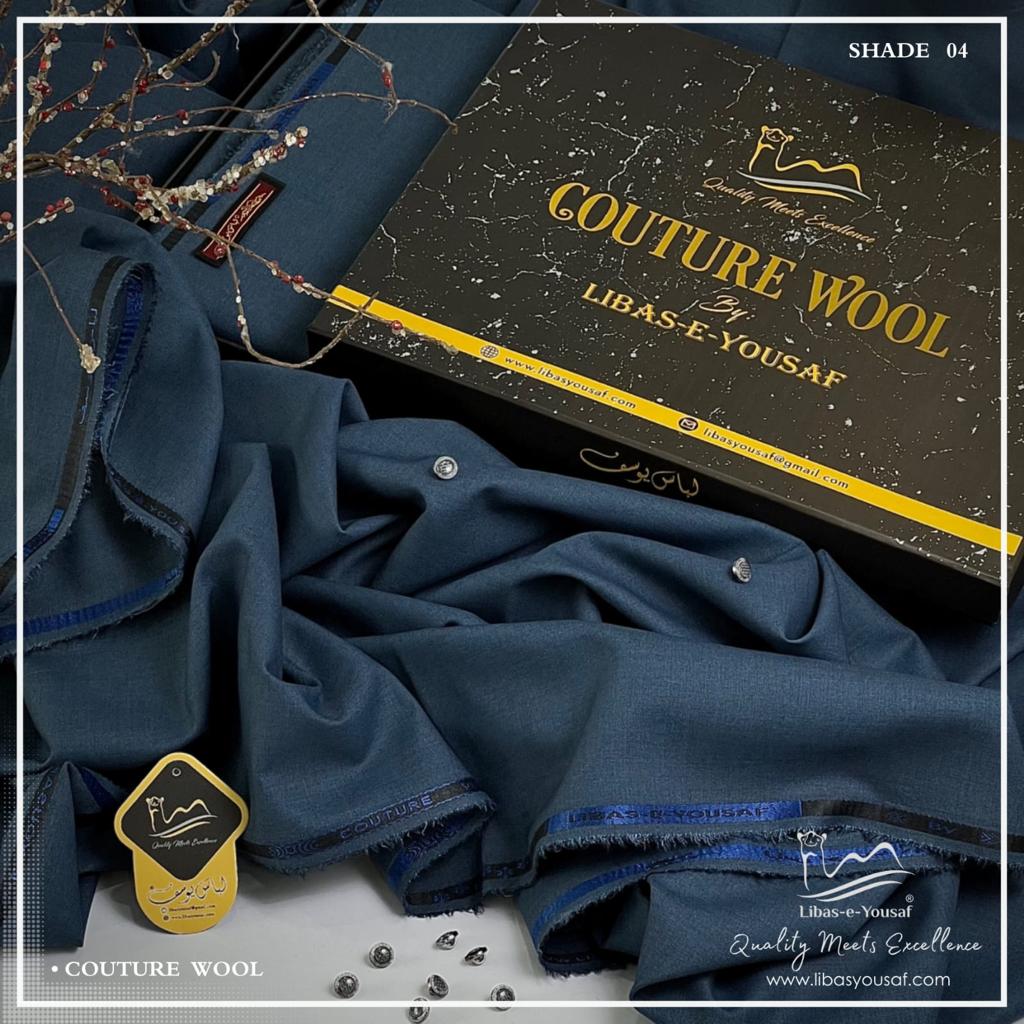 SHADE 04
Quality Meets Excellence
COUTURE WOOL
By
LIBAS-E-YOUSAF
www.libasyousaf.com
libasyousaf@gmail.com
لباسِ یوسف
COUTURE
LIBAS-E-YOUSAF
By
Quality Meets Excellence
لباسِ یوسف
Libas-e-Yousaf®
Quality Meets Excellence
www.libasyousaf.com
• COUTURE WOOL